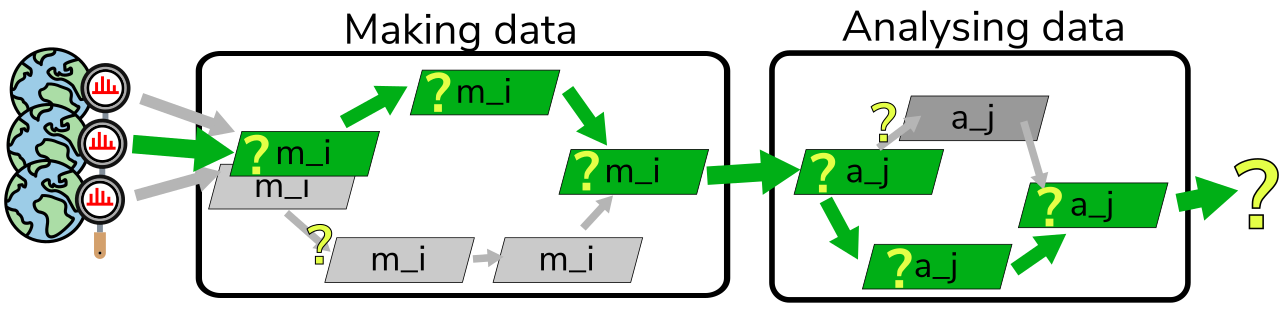 Making data
Analysing data
? m_i
? m_i
m_i
? m_i
?
m_i
m_i
?
a_j
? a_j
? a_j
? a_j
?